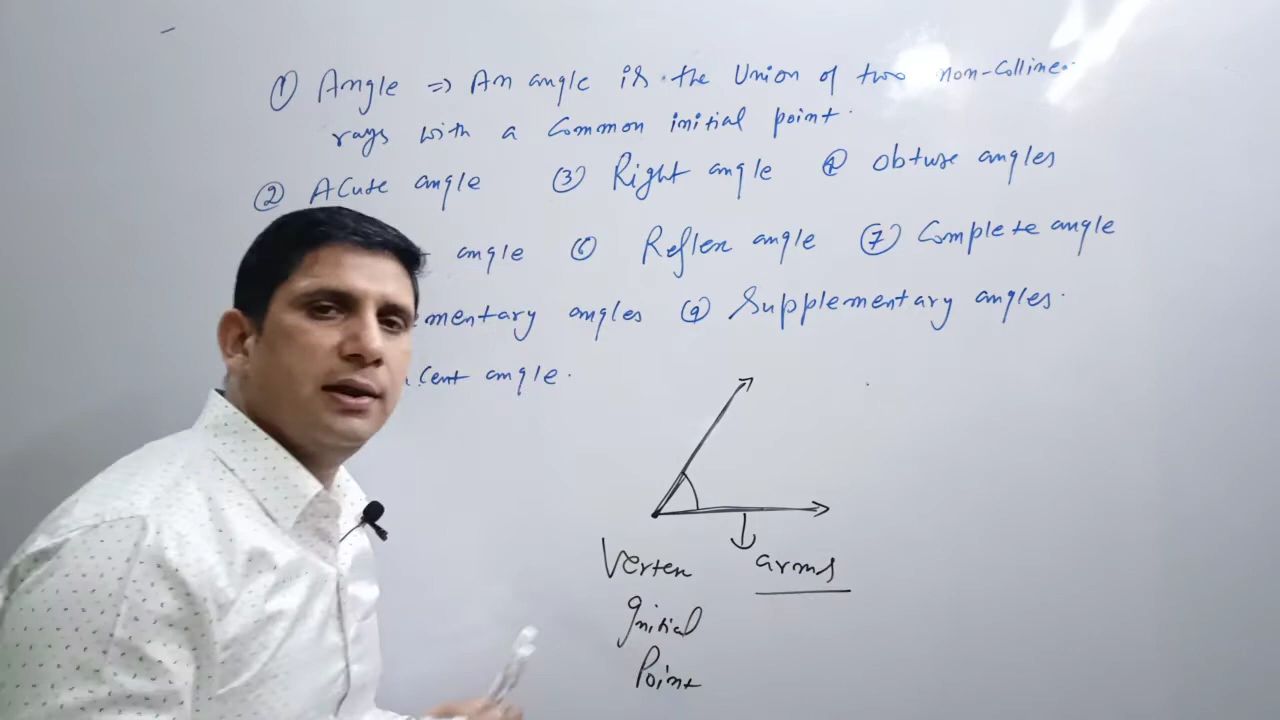 ① Angle ⇒ An angle is the Union of two non-Colline
rays with a Common initial point.
② Acute angle ③ Right angle ④ Obtuse angles
angle ⑥ Reflex angle ⑦ Complete angle
mentary angles ⑨ Supplementary angles.
cent angle.
Vertex arms
Initial
Point